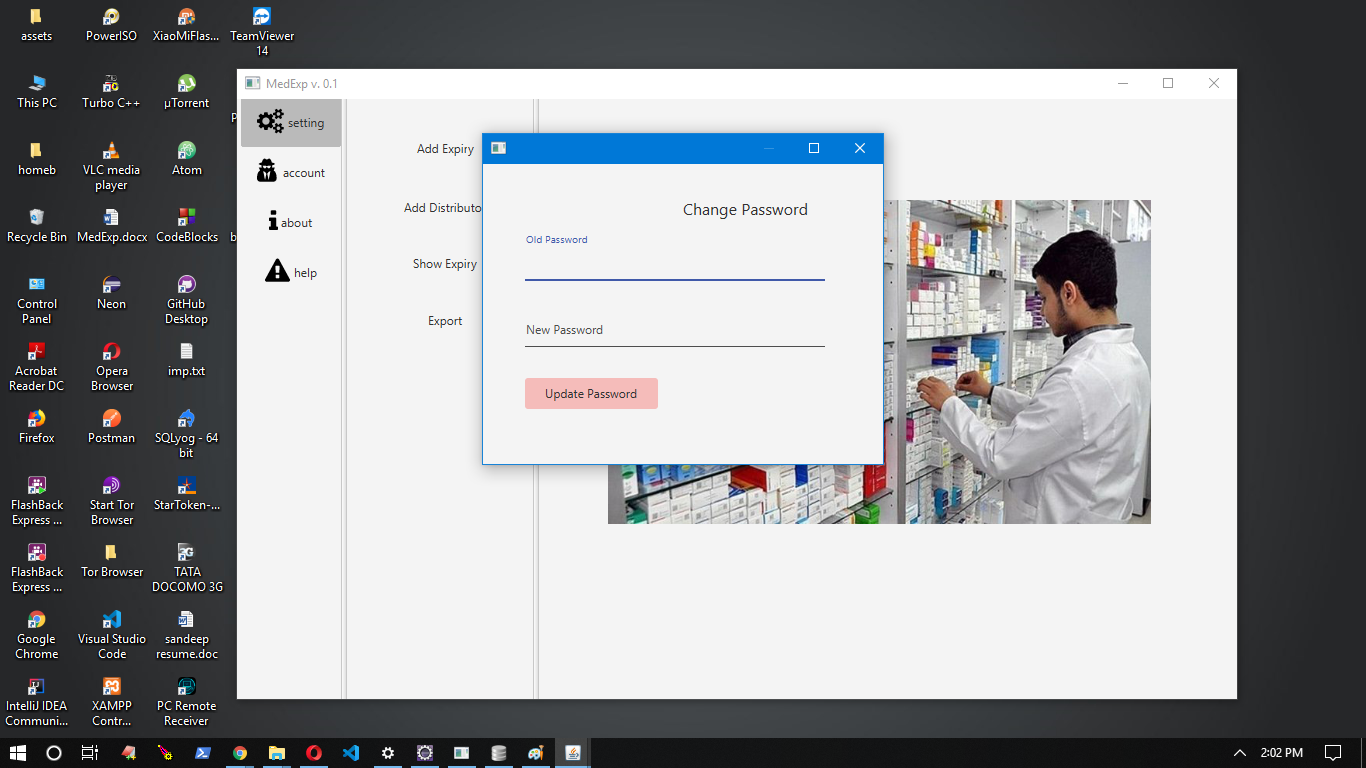 assets
PowerISO
XiaoMiFlas...
TeamViewer
14
This PC
Turbo C++
µTorrent
homeb
VLC media
player
Atom
Recycle Bin
MedExp.docx
CodeBlocks
Control
Panel
Neon
GitHub
Desktop
Acrobat
Reader DC
Opera
Browser
imp.txt
Firefox
Postman
SQLyog - 64
bit
FlashBack
Express ...
Start Tor
Browser
StarToken-...
FlashBack
Express ...
Tor Browser
TATA
DOCOMO 3G
Google
Chrome
Visual Studio
Code
sandeep
resume.doc
IntelliJ IDEA
Communi...
XAMPP
Contr...
PC Remote
Receiver
MedExp v. 0.1
setting
account
about
help
Add Expiry
Add Distributo
Show Expiry
Export
Change Password
Old Password
New Password
Update Password
2:02 PM